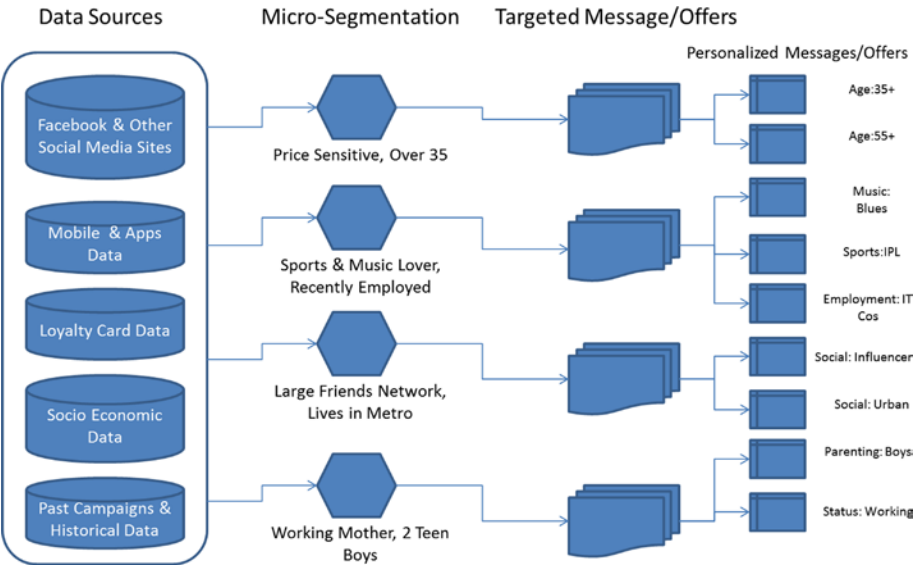 Data Sources
Micro-Segmentation
Targeted Message/Offers
Personalized Messages/Offers
Facebook & Other
Social Media Sites
Mobile & Apps
Data
Loyalty Card Data
Socio Economic
Data
Past Campaigns &
Historical Data
Price Sensitive, Over 35
Sports & Music Lover,
Recently Employed
Large Friends Network,
Lives in Metro
Working Mother, 2 Teen
Boys
Age:35+
Age:55+
Music:
Blues
Sports:IPL
Employment: IT
Cos
Social: Influencer
Social: Urban
Parenting: Boys
Status: Working